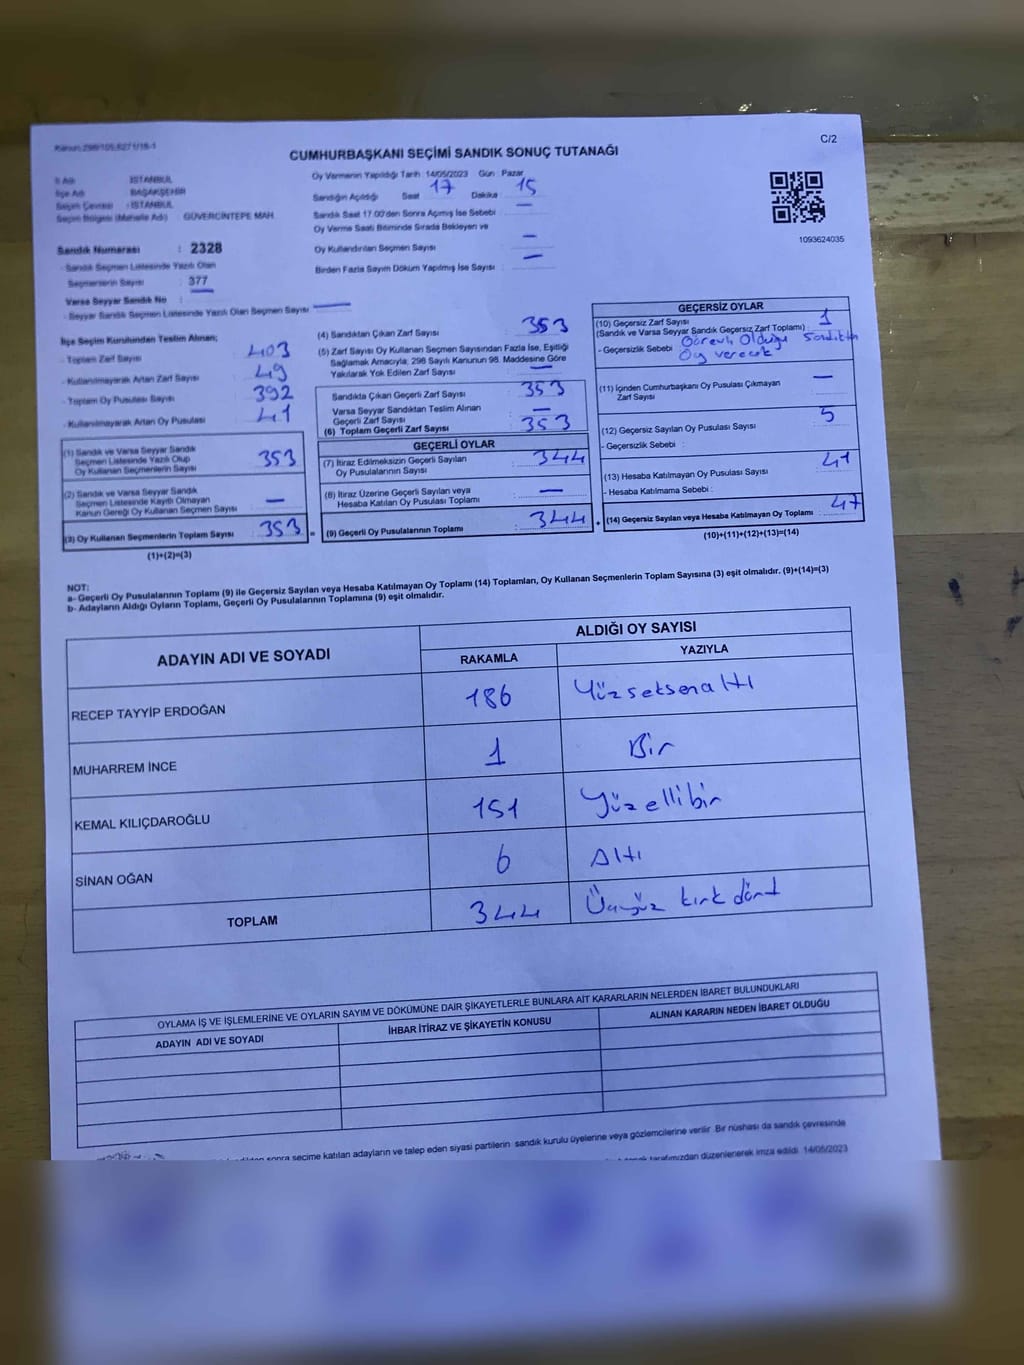 Kanun:298/105,6271/18-1
C/2
CUMHURBAŞKANI SEÇİMİ SANDIK SONUÇ TUTANAĞI
İl Adı : İSTANBUL
İlçe Adı : BAŞAKŞEHİR
Seçim Çevresi : İSTANBUL
Seçim Bölgesi (Mahalle Adı) : GÜVERCİNTEPE MAH.
Sandık Numarası : 2328
- Sandık Seçmen Listesinde Yazılı Olan
Seçmenlerin Sayısı : 377
Varsa Seyyar Sandık No :
- Seyyar Sandık Seçmen Listesinde Yazılı Olan Seçmen Sayısı : —
Oy Vermenin Yapıldığı Tarih : 14/05/2023 Gün : Pazar
Sandığın Açıldığı Saat : 17 Dakika : 15
Sandık Saat 17.00'den Sonra Açımış İse Sebebi : —
Oy Verme Saati Bitiminde Sırada Bekleyen ve
Oy Kullandırılan Seçmen Sayısı : —
Birden Fazla Sayım Döküm Yapılmış İse Sayısı : —
1093624035
İlçe Seçim Kurulundan Teslim Alınan;
- Toplam Zarf Sayısı : 403
- Kullanılmayarak Artan Zarf Sayısı : 49
- Toplam Oy Pusulası Sayısı : 392
- Kullanılmayarak Artan Oy Pusulası : 41
(1) Sandık ve Varsa Seyyar Sandık
Seçmen Listesinde Yazılı Olup
Oy Kullanan Seçmenlerin Sayısı : 353
(2) Sandık ve Varsa Seyyar Sandık
Seçmen Listesinde Kayıtlı Olmayan
Kanun Gereği Oy Kullanan Seçmen Sayısı : —
(3) Oy Kullanan Seçmenlerin Toplam Sayısı : 353
(1)+(2)=(3)
=
(4) Sandıktan Çıkan Zarf Sayısı : 353
(5) Zarf Sayısı Oy Kullanan Seçmen Sayısından Fazla İse, Eşitliği
Sağlamak Amacıyla, 298 Sayılı Kanunun 98. Maddesine Göre
Yakılarak Yok Edilen Zarf Sayısı : —
Sandıkta Çıkan Geçerli Zarf Sayısı : 353
Varsa Seyyar Sandıktan Teslim Alınan
Geçerli Zarf Sayısı : —
(6) Toplam Geçerli Zarf Sayısı : 353
GEÇERLİ OYLAR
(7) İtiraz Edilmeksizin Geçerli Sayılan
Oy Pusulalarının Sayısı : 344
(8) İtiraz Üzerine Geçerli Sayılan veya
Hesaba Katılan Oy Pusulası Toplamı : —
(9) Geçerli Oy Pusulalarının Toplamı : 344
+
GEÇERSİZ OYLAR
(10) Geçersiz Zarf Sayısı
(Sandık ve Varsa Seyyar Sandık Geçersiz Zarf Toplamı) : 1
- Geçersizlik Sebebi : Görevli Olduğu Sandıktan
Oy verecek
(11) İçinden Cumhurbaşkanı Oy Pusulası Çıkmayan
Zarf Sayısı : —
(12) Geçersiz Sayılan Oy Pusulası Sayısı : 5
- Geçersizlik Sebebi :
(13) Hesaba Katılmayan Oy Pusulası Sayısı : 41
- Hesaba Katılmama Sebebi :
(14) Geçersiz Sayılan veya Hesaba Katılmayan Oy Toplamı : 47
(10)+(11)+(12)+(13)=(14)
NOT:
a- Geçerli Oy Pusulalarının Toplamı (9) ile Geçersiz Sayılan veya Hesaba Katılmayan Oy Toplamı (14) Toplamları, Oy Kullanan Seçmenlerin Toplam Sayısına (3) eşit olmalıdır. (9)+(14)=(3)
b- Adayların Aldığı Oyların Toplamı, Geçerli Oy Pusulalarının Toplamına (9) eşit olmalıdır.
ADAYIN ADI VE SOYADI
ALDIĞI OY SAYISI
RAKAMLA YAZIYLA
RECEP TAYYİP ERDOĞAN 186 Yüzseksenaltı
MUHARREM İNCE 1 Bir
KEMAL KILIÇDAROĞLU 151 Yüzellibir
SİNAN OĞAN 6 Altı
TOPLAM 344 Üçyüz kırk dört
OYLAMA İŞ VE İŞLEMLERİNE VE OYLARIN SAYIM VE DÖKÜMÜNE DAİR ŞİKAYETLERLE BUNLARA AİT KARARLARIN NELERDEN İBARET BULUNDUKLARI
ADAYIN ADI VE SOYADI İHBAR İTİRAZ VE ŞİKAYETİN KONUSU ALINAN KARARIN NEDEN İBARET OLDUĞU
sonra seçime katılan adayların ve talep eden siyasi partilerin sandık kurulu üyelerine veya gözlemcilerine verilir. Bir nüshası da sandık çevresinde
tarafımızdan düzenlenerek imza edildi. 14/05/2023